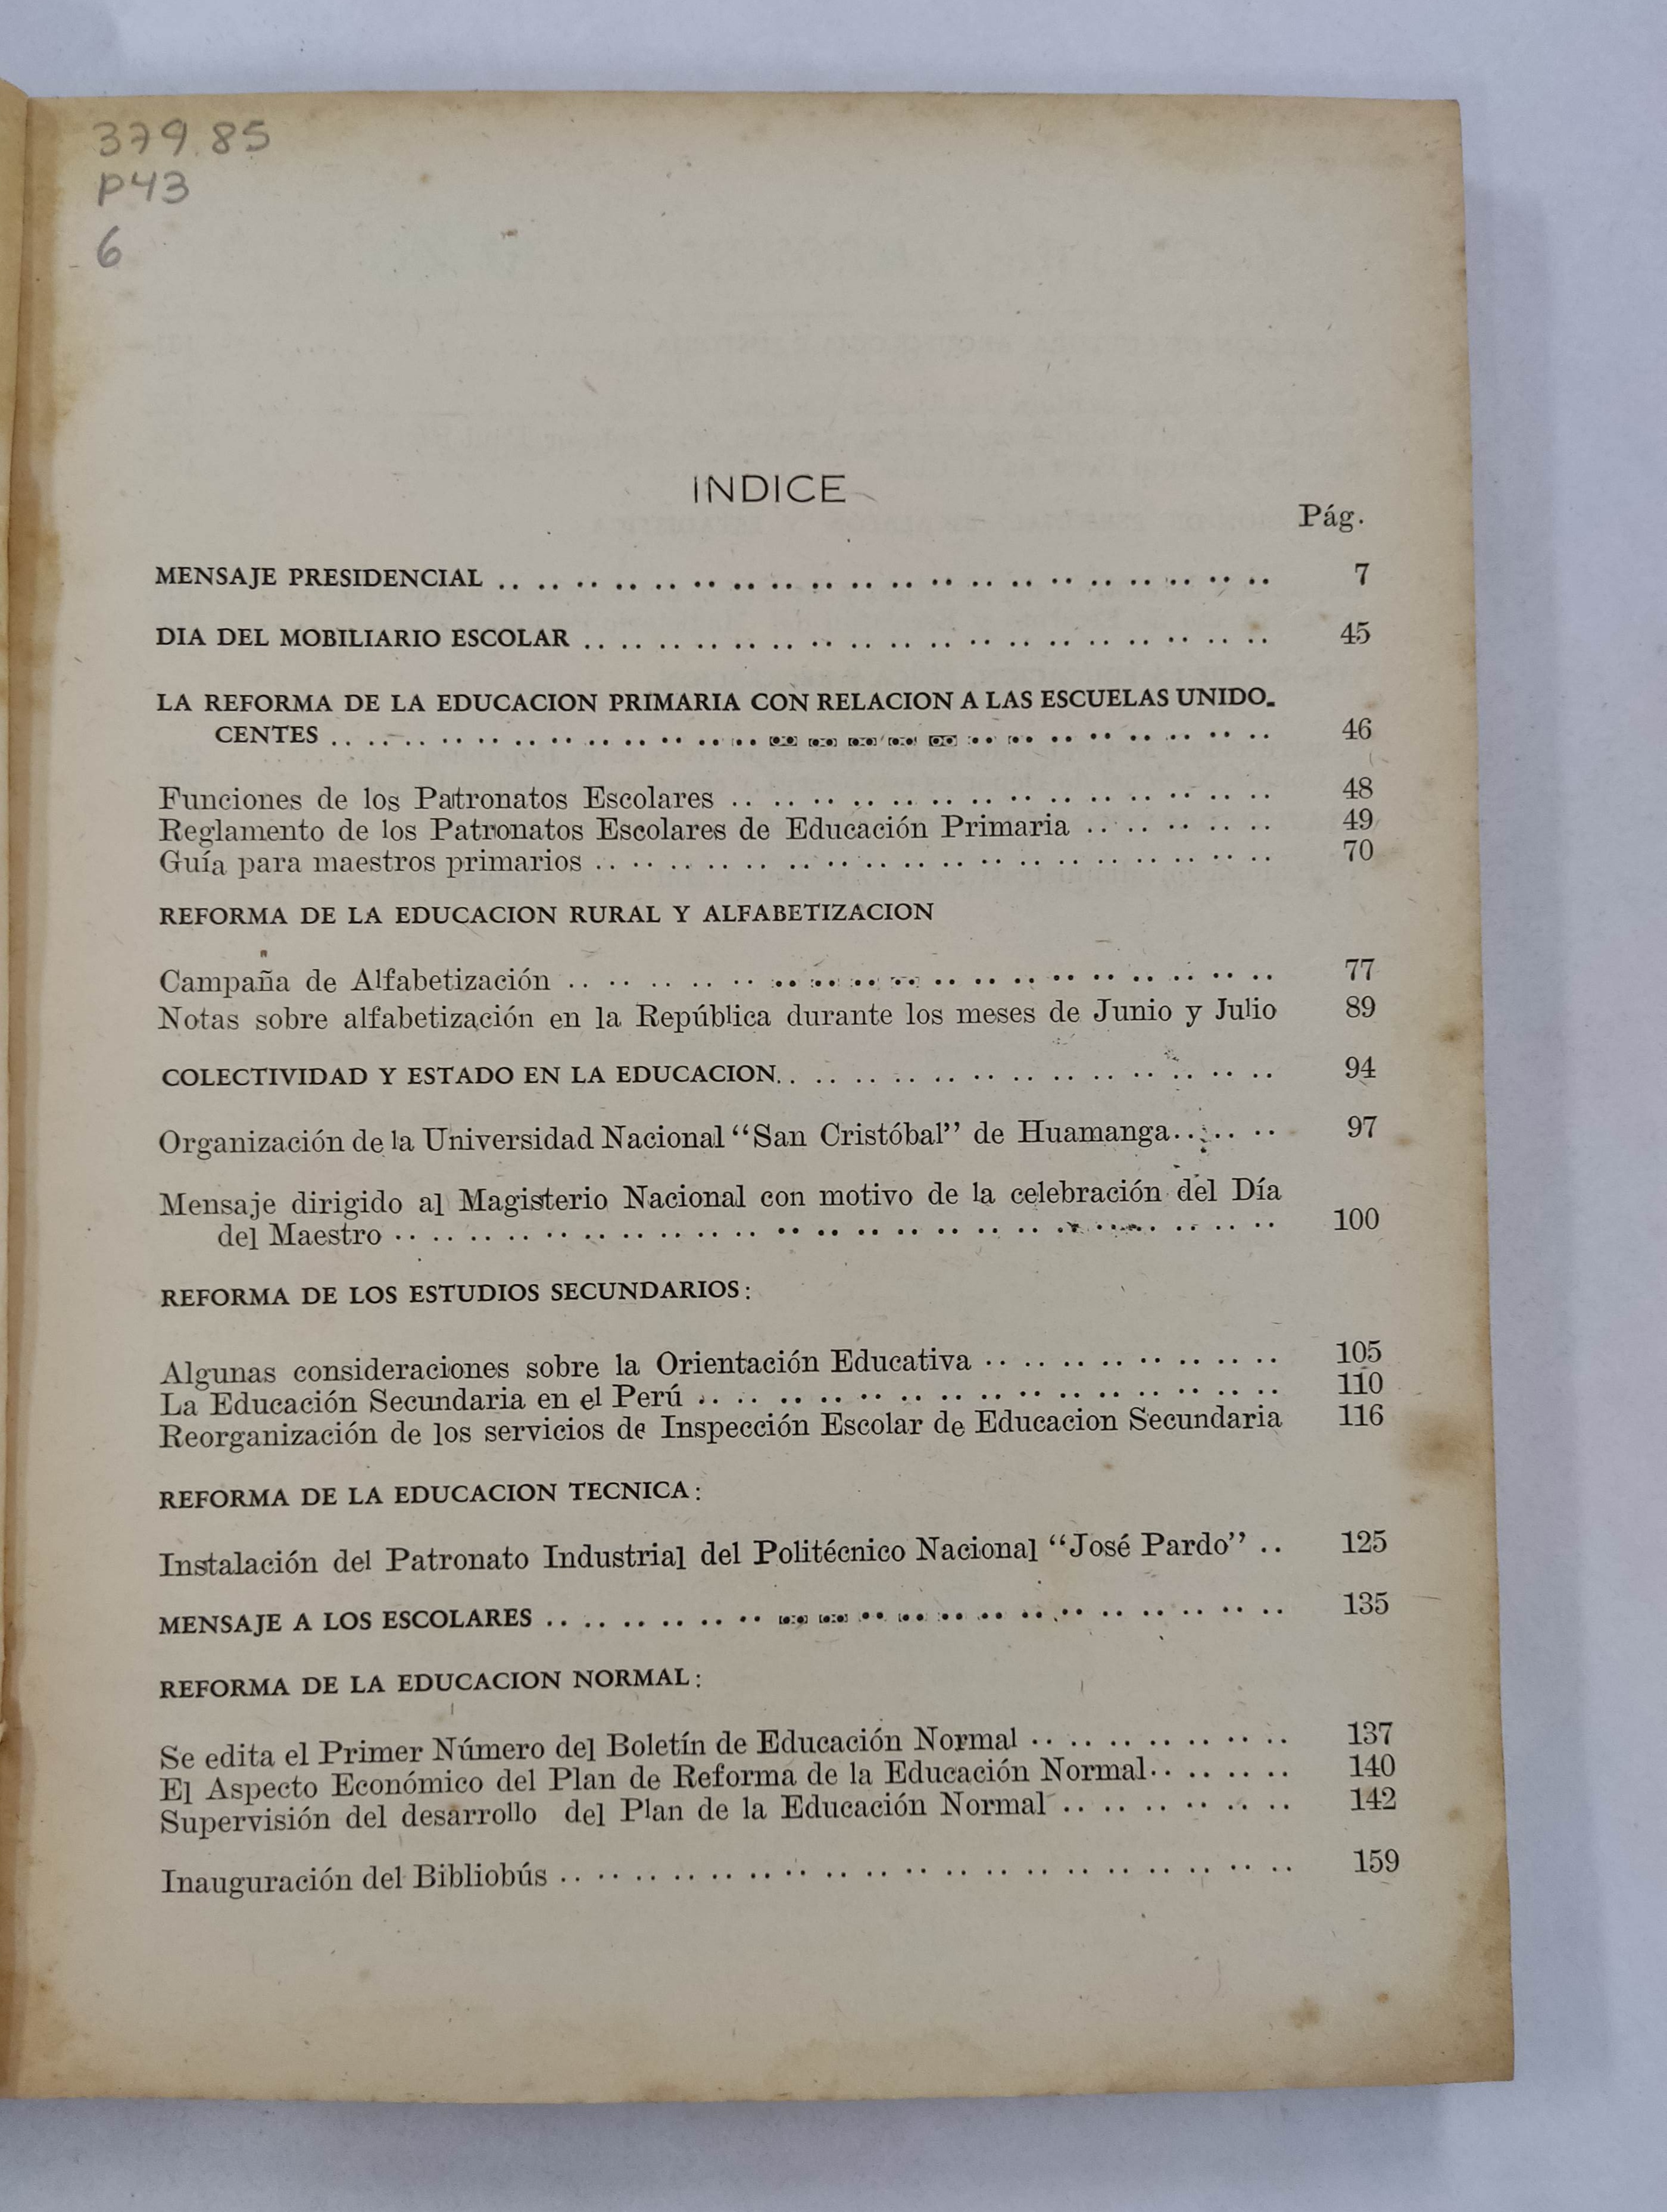 379.85
P43
6
INDICE
Pág.
MENSAJE PRESIDENCIAL .. .. .. .. .. .. .. .. .. .. .. .. .. .. .. .. .. .. .. .. 7
DIA DEL MOBILIARIO ESCOLAR .. .. .. .. .. .. .. .. .. .. .. .. .. .. .. .. .. .. 45
LA REFORMA DE LA EDUCACION PRIMARIA CON RELACION A LAS ESCUELAS UNIDO-
CENTES .. .. .. .. .. .. .. .. .. .. .. .. .. .. .. .. .. .. .. .. .. .. .. .. 46
Funciones de los Patronatos Escolares .. .. .. .. .. .. .. .. .. .. .. .. .. .. 48
Reglamento de los Patronatos Escolares de Educación Primaria .. .. .. .. .. 49
Guía para maestros primarios .. .. .. .. .. .. .. .. .. .. .. .. .. .. .. .. .. .. 70
REFORMA DE LA EDUCACION RURAL Y ALFABETIZACION
Campaña de Alfabetización .. .. .. .. .. .. .. .. .. .. .. .. .. .. .. .. .. .. 77
Notas sobre alfabetización en la República durante los meses de Junio y Julio 89
COLECTIVIDAD Y ESTADO EN LA EDUCACION.. .. .. .. .. .. .. .. .. .. .. .. .. 94
Organización de la Universidad Nacional "San Cristóbal" de Huamanga.. .. .. 97
Mensaje dirigido al Magisterio Nacional con motivo de la celebración del Día
del Maestro .. .. .. .. .. .. .. .. .. .. .. .. .. .. .. .. .. .. .. .. .. .. .. 100
REFORMA DE LOS ESTUDIOS SECUNDARIOS:
Algunas consideraciones sobre la Orientación Educativa .. .. .. .. .. .. .. .. 105
La Educación Secundaria en el Perú .. .. .. .. .. .. .. .. .. .. .. .. .. .. .. 110
Reorganización de los servicios de Inspección Escolar de Educacion Secundaria 116
REFORMA DE LA EDUCACION TECNICA:
Instalación del Patronato Industrial del Politécnico Nacional "José Pardo" .. 125
MENSAJE A LOS ESCOLARES .. .. .. .. .. .. .. .. .. .. .. .. .. .. .. .. .. .. .. 135
REFORMA DE LA EDUCACION NORMAL:
Se edita el Primer Número del Boletín de Educación Normal .. .. .. .. .. .. .. 137
El Aspecto Económico del Plan de Reforma de la Educación Normal.. .. .. .. 140
Supervisión del desarrollo del Plan de la Educación Normal .. .. .. .. .. .. 142
Inauguración del Bibliobús .. .. .. .. .. .. .. .. .. .. .. .. .. .. .. .. .. .. .. 159